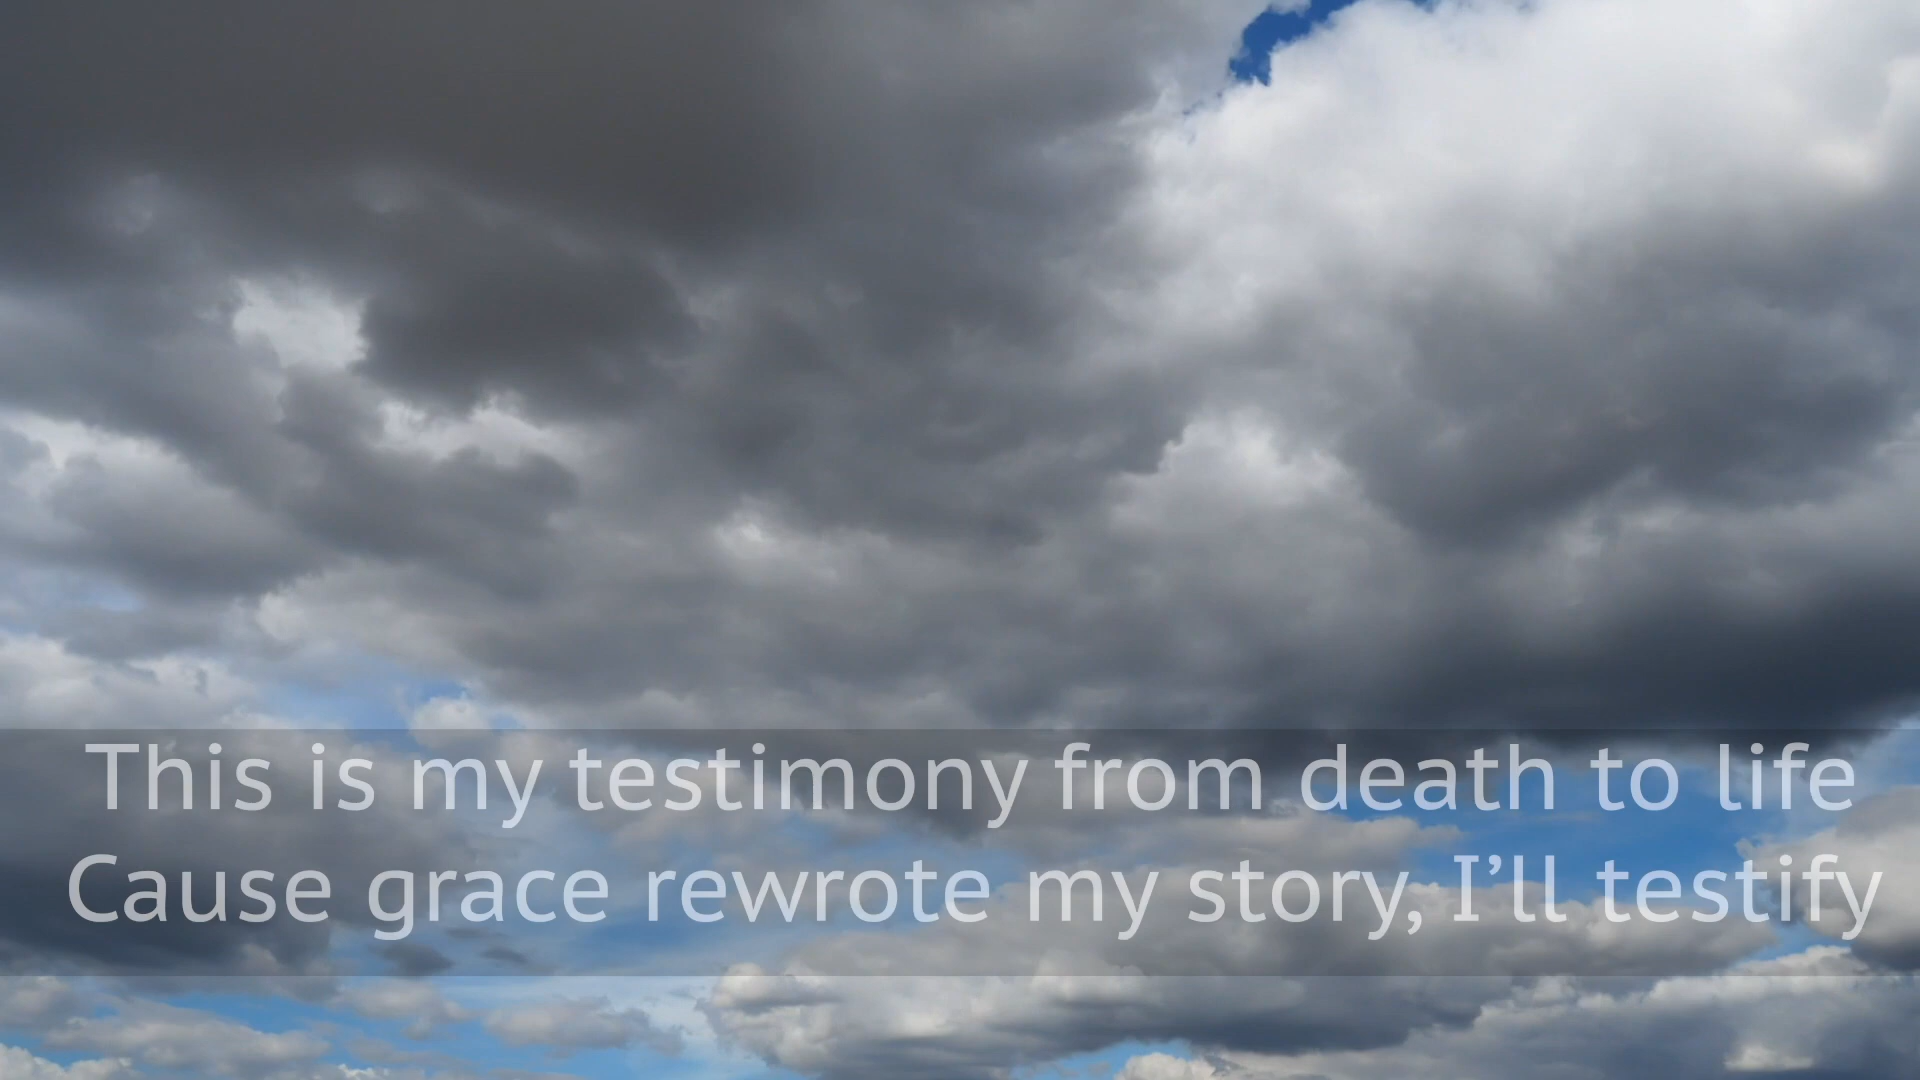 This is my testimony from death to life
Cause grace rewrote my story, I’ll testify